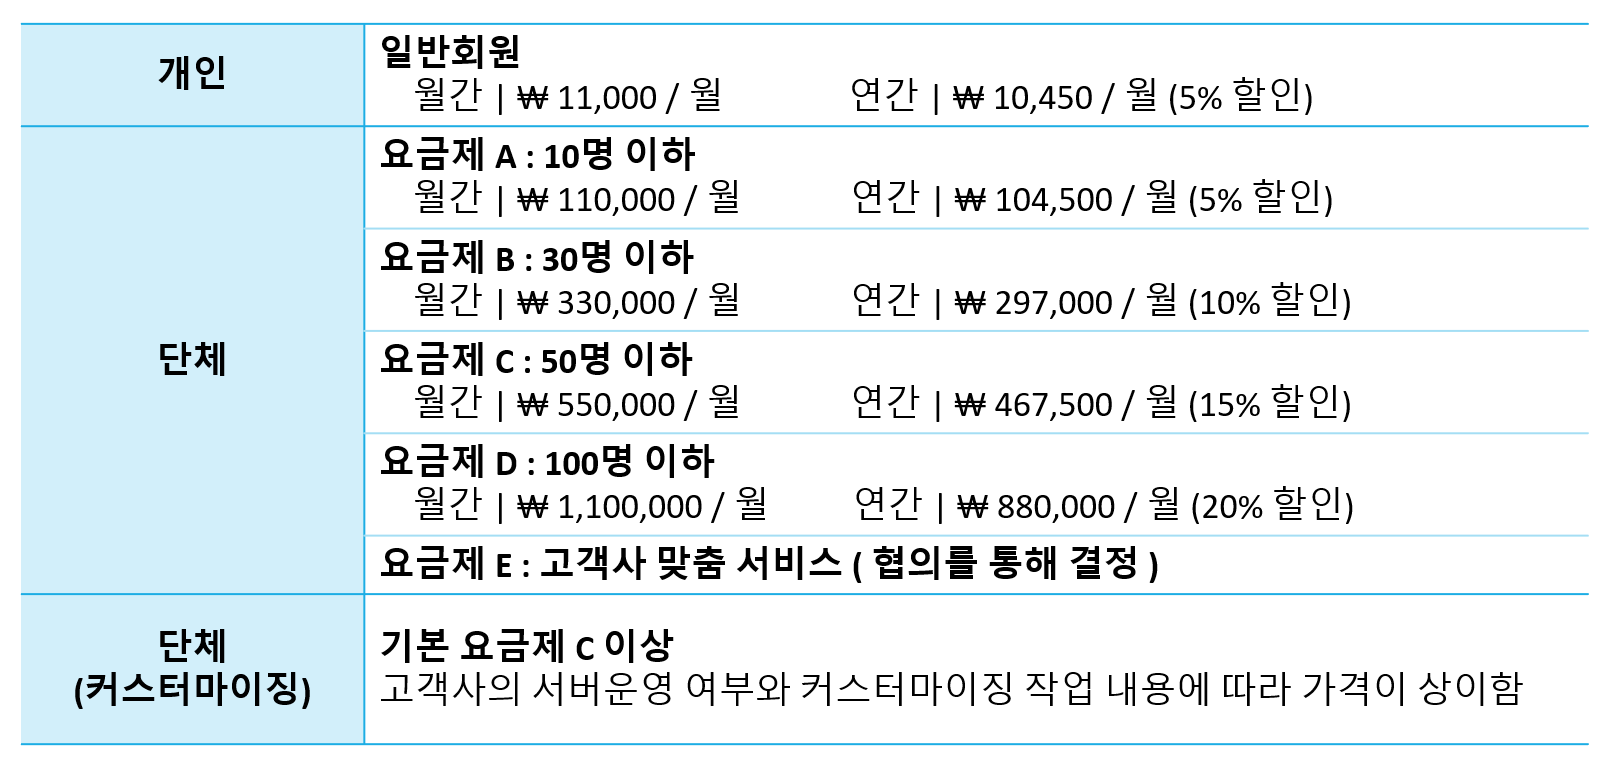 개인
일반회원
월간 | ₩ 11,000 / 월 연간 | ₩ 10,450 / 월 (5% 할인)
단체
요금제 A : 10명 이하
월간 | ₩ 110,000 / 월 연간 | ₩ 104,500 / 월 (5% 할인)
요금제 B : 30명 이하
월간 | ₩ 330,000 / 월 연간 | ₩ 297,000 / 월 (10% 할인)
요금제 C : 50명 이하
월간 | ₩ 550,000 / 월 연간 | ₩ 467,500 / 월 (15% 할인)
요금제 D : 100명 이하
월간 | ₩ 1,100,000 / 월 연간 | ₩ 880,000 / 월 (20% 할인)
요금제 E : 고객사 맞춤 서비스 ( 협의를 통해 결정 )
단체
(커스터마이징)
기본 요금제 C 이상
고객사의 서버운영 여부와 커스터마이징 작업 내용에 따라 가격이 상이함